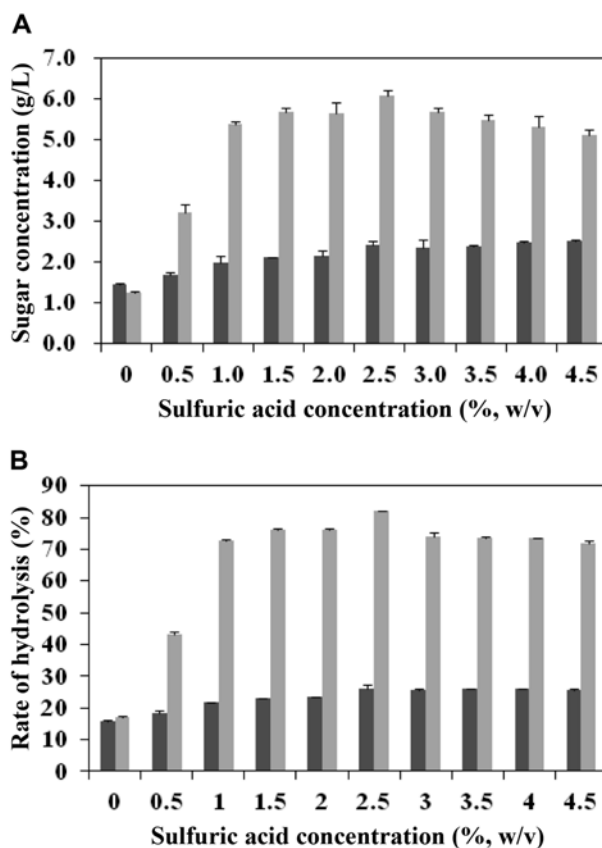 A
Sugar concentration (g/L)
7.0
6.0
5.0
4.0
3.0
2.0
1.0
0.0
0 0.5 1.0 1.5 2.0 2.5 3.0 3.5 4.0 4.5
Sulfuric acid concentration (%, w/v)
B
Rate of hydrolysis (%)
90
80
70
60
50
40
30
20
10
0
0 0.5 1 1.5 2 2.5 3 3.5 4 4.5
Sulfuric acid concentration (%, w/v)